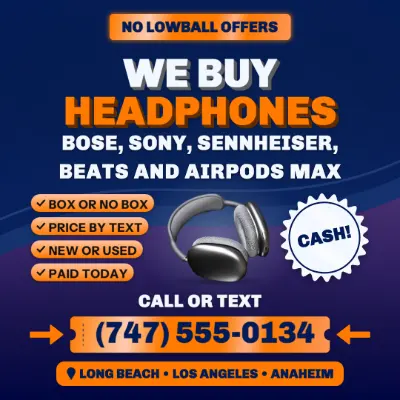 NO LOWBALL OFFERS
WE BUY
HEADPHONES
BOSE, SONY, SENNHEISER,
BEATS AND AIRPODS MAX
✓ BOX OR NO BOX
✓ PRICE BY TEXT
✓ NEW OR USED
✓ PAID TODAY
CASH!
CALL OR TEXT
(747) 555-0134
LONG BEACH • LOS ANGELES • ANAHEIM